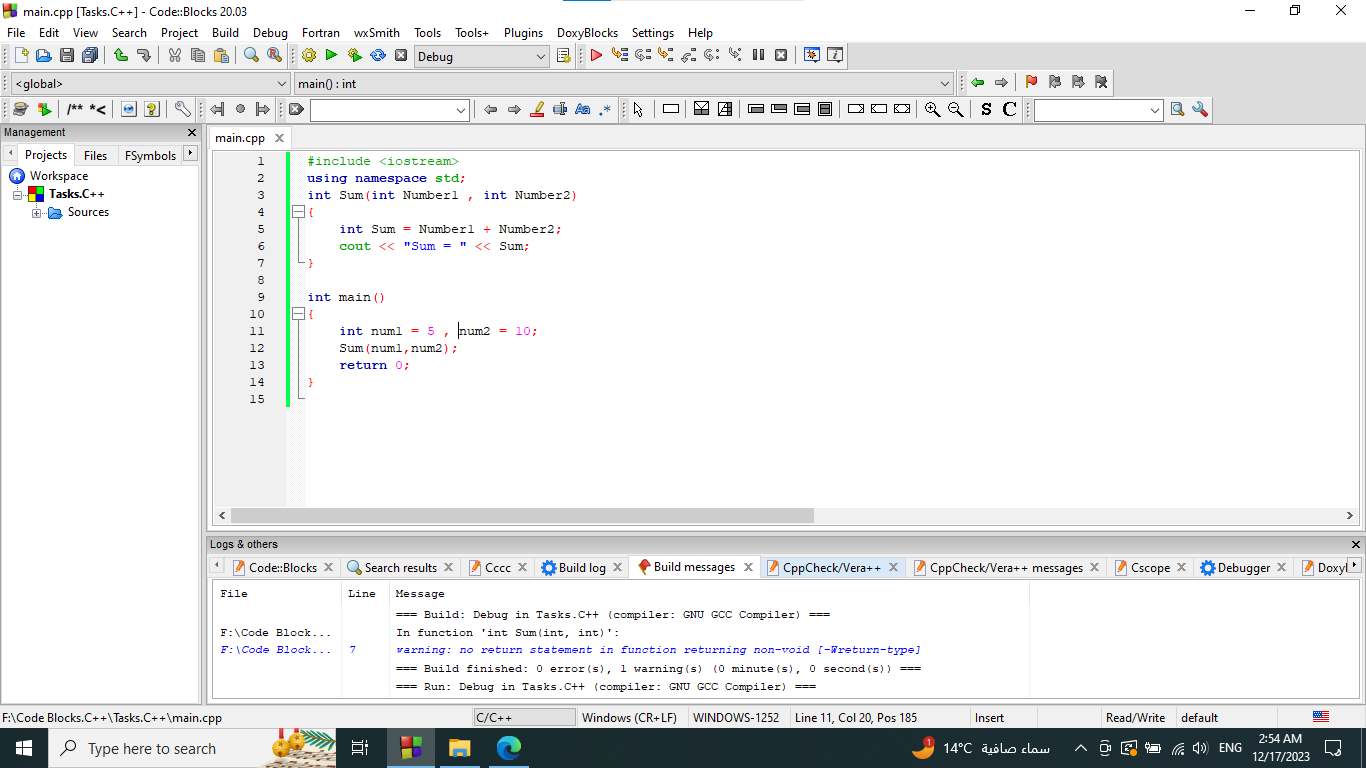 main.cpp [Tasks.C++] - Code::Blocks 20.03
File Edit View Search Project Build Debug Fortran wxSmith Tools Tools+ Plugins DoxyBlocks Settings Help
Debug
<global> main() : int
/** *< Aa .* S C
Management
Projects Files FSymbols
Workspace
Tasks.C++
Sources
main.cpp
1 #include <iostream>
2 using namespace std;
3 int Sum(int Number1 , int Number2)
4 {
5 int Sum = Number1 + Number2;
6 cout << "Sum = " << Sum;
7 }
8
9 int main()
10 {
11 int num1 = 5 , num2 = 10;
12 Sum(num1,num2);
13 return 0;
14 }
15
Logs & others
Code::Blocks Search results Cccc Build log Build messages CppCheck/Vera++ CppCheck/Vera++ messages Cscope Debugger Doxyl
File Line Message
=== Build: Debug in Tasks.C++ (compiler: GNU GCC Compiler) ===
F:\Code Block... In function 'int Sum(int, int)':
F:\Code Block... 7 warning: no return statement in function returning non-void [-Wreturn-type]
=== Build finished: 0 error(s), 1 warning(s) (0 minute(s), 0 second(s)) ===
=== Run: Debug in Tasks.C++ (compiler: GNU GCC Compiler) ===
F:\Code Blocks.C++\Tasks.C++\main.cpp C/C++ Windows (CR+LF) WINDOWS-1252 Line 11, Col 20, Pos 185 Insert Read/Write default
Type here to search
1 14°C سماء صافية ENG
2:54 AM
12/17/2023